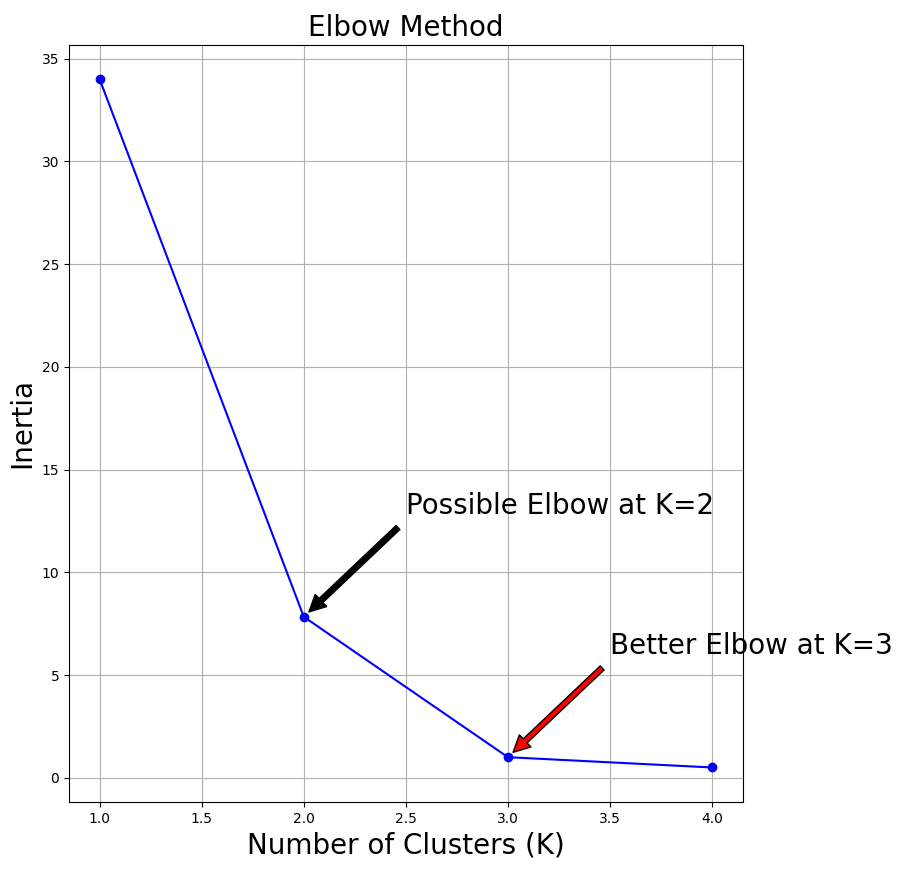 Elbow Method
35
30
25
20
15
10
5
0
Inertia
Possible Elbow at K=2
Better Elbow at K=3
1.0 1.5 2.0 2.5 3.0 3.5 4.0
Number of Clusters (K)